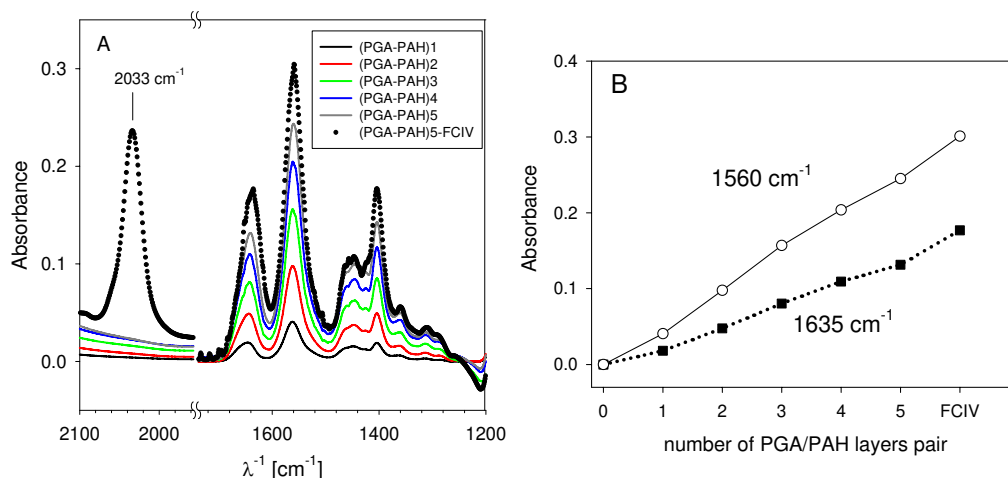 A
2033 cm⁻¹
(PGA-PAH)1
(PGA-PAH)2
(PGA-PAH)3
(PGA-PAH)4
(PGA-PAH)5
(PGA-PAH)5-FCIV
Absorbance
0.3
0.2
0.1
0.0
2100
2000
1600
1400
1200
λ⁻¹ [cm⁻¹]
B
1560 cm⁻¹
1635 cm⁻¹
Absorbance
0.4
0.3
0.2
0.1
0.0
0
1
2
3
4
5
FCIV
number of PGA/PAH layers pair